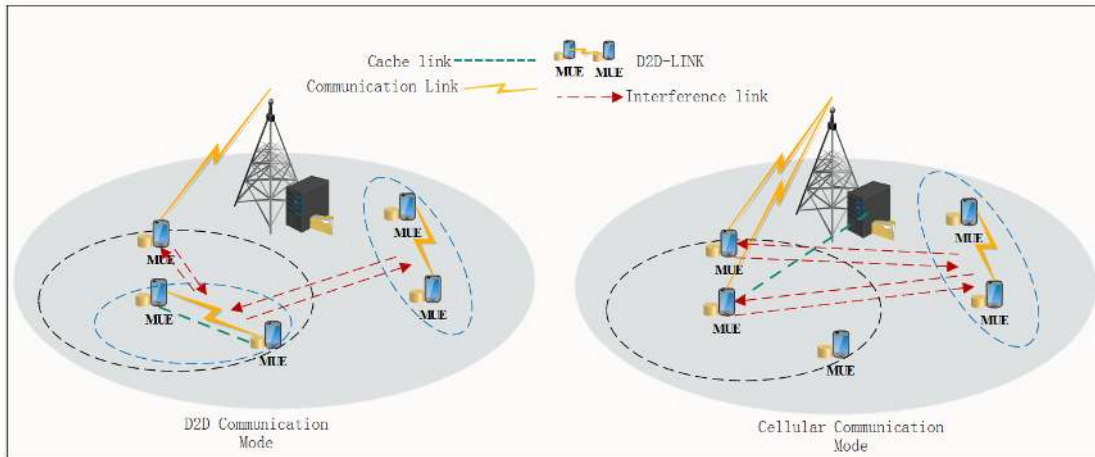 Cache link
MUE MUE
D2D-LINK
Communication Link
Interference link
MUE
MUE
MUE
MUE
MUE
D2D Communication
Mode
MUE
MUE
MUE
MUE
MUE
Cellular Communication
Mode